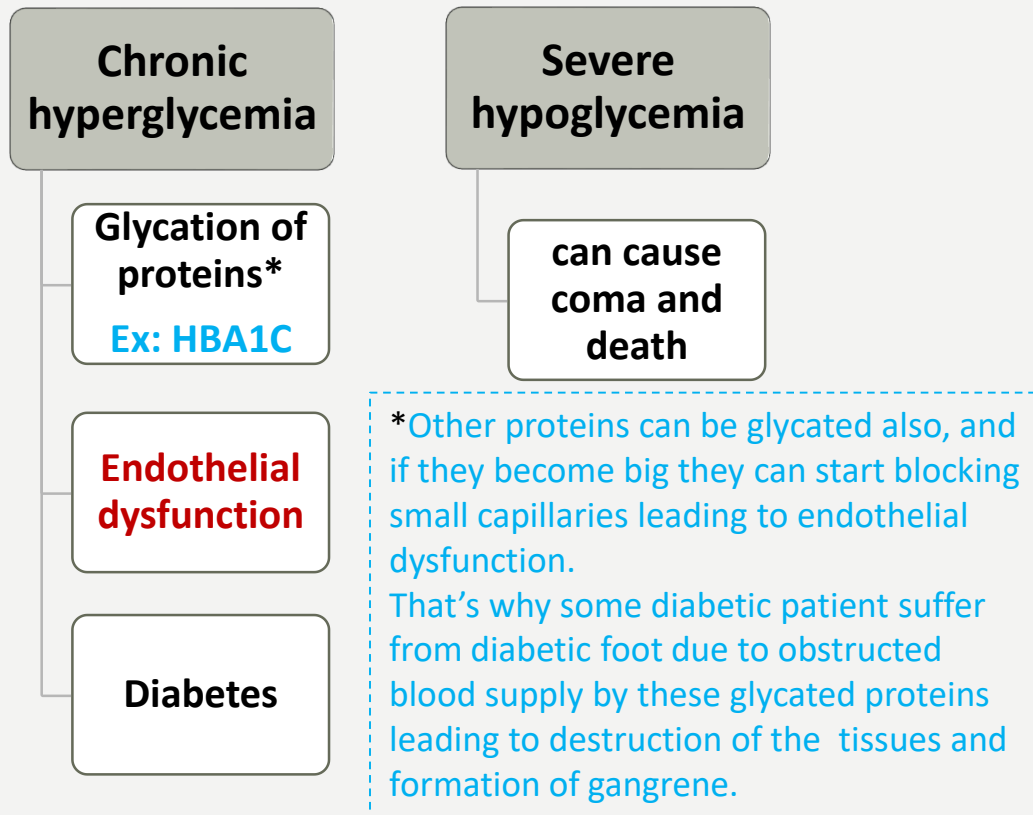 Chronic
hyperglycemia
Glycation of
proteins*
Ex: HBA1C
Endothelial
dysfunction
Diabetes
Severe
hypoglycemia
can cause
coma and
death
*Other proteins can be glycated also, and
if they become big they can start blocking
small capillaries leading to endothelial
dysfunction.
That’s why some diabetic patient suffer
from diabetic foot due to obstructed
blood supply by these glycated proteins
leading to destruction of the  tissues and
formation of gangrene.